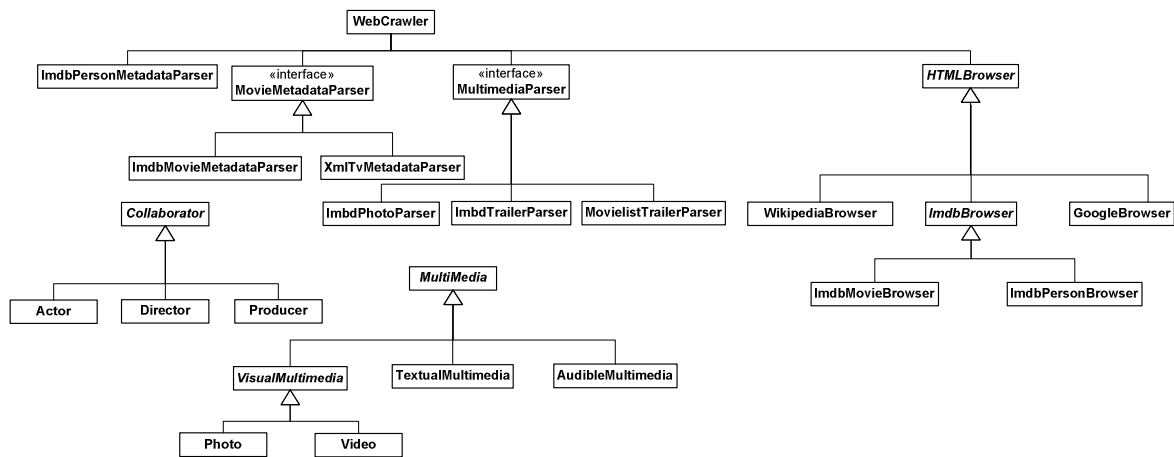 WebCrawler
ImdbPersonMetadataParser
«interface»
MovieMetadataParser
«interface»
MultimediaParser
HTMLBrowser
ImdbMovieMetadataParser
XmlTvMetadataParser
ImbdPhotoParser
ImbdTrailerParser
MovielistTrailerParser
WikipediaBrowser
ImdbBrowser
GoogleBrowser
Collaborator
ImdbMovieBrowser
ImdbPersonBrowser
Actor
Director
Producer
MultiMedia
VisualMultimedia
TextualMultimedia
AudibleMultimedia
Photo
Video